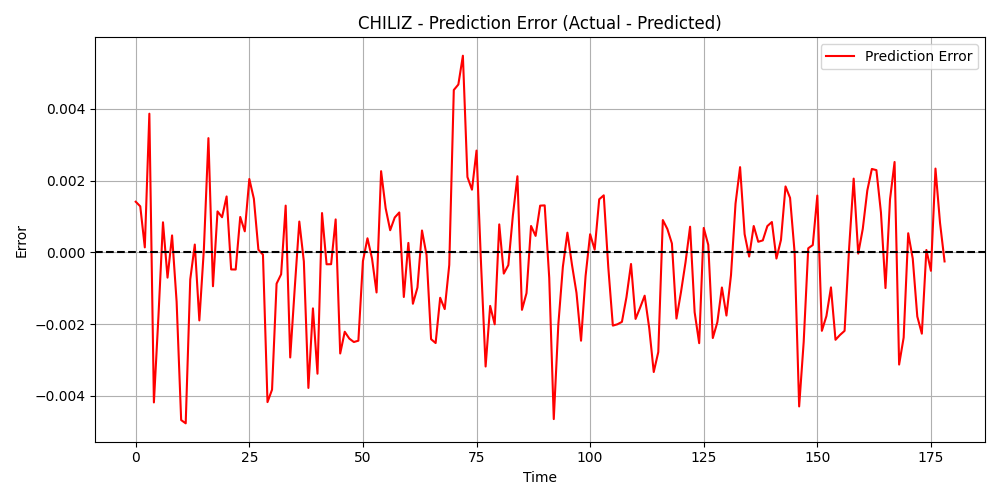 CHILIZ - Prediction Error (Actual - Predicted)
Prediction Error
Error
0.004
0.002
0.000
−0.002
−0.004
0 25 50 75 100 125 150 175
Time